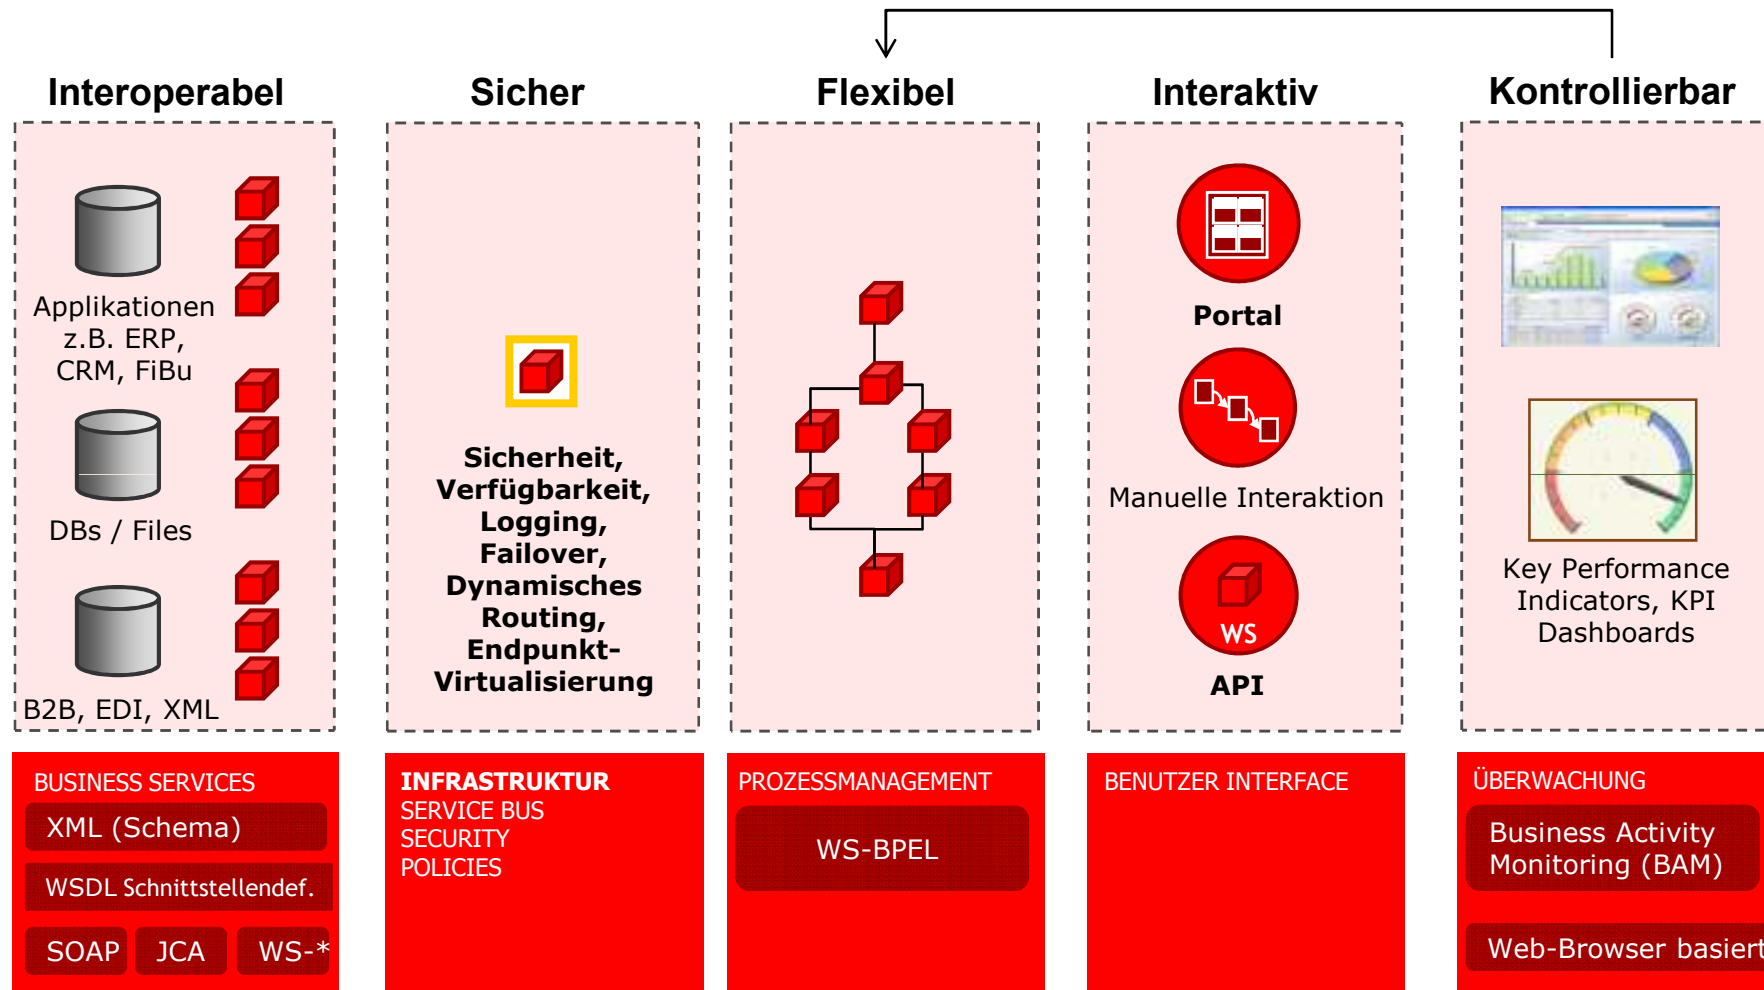 Interoperabel
Sicher
Flexibel
Interaktiv
Kontrollierbar
Applikationen
z.B. ERP,
CRM, FiBu
DBs / Files
B2B, EDI, XML
Sicherheit,
Verfügbarkeit,
Logging,
Failover,
Dynamisches
Routing,
Endpunkt-
Virtualisierung
Portal
Manuelle Interaktion
WS
API
Key Performance
Indicators, KPI
Dashboards
BUSINESS SERVICES
XML (Schema)
WSDL Schnittstellendef.
SOAP
JCA
WS-*
INFRASTRUKTUR
SERVICE BUS
SECURITY
POLICIES
PROZESSMANAGEMENT
WS-BPEL
BENUTZER INTERFACE
ÜBERWACHUNG
Business Activity
Monitoring (BAM)
Web-Browser basiert